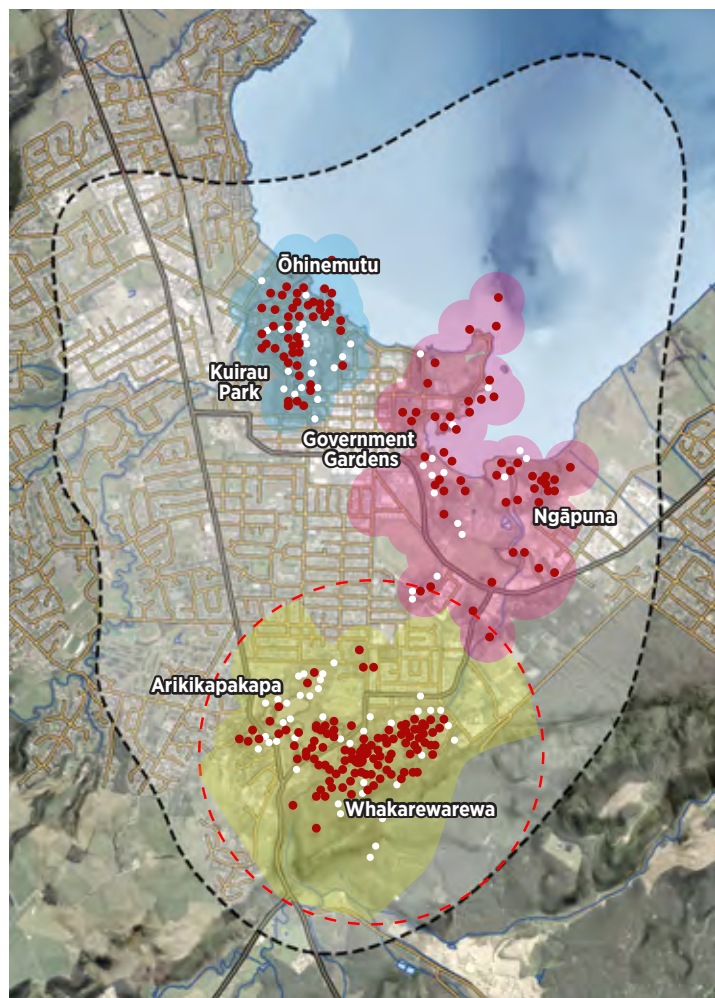 Ōhinemutu
Kuirau
Park
Government
Gardens
Ngāpuna
Arikikapakapa
Whakarewarewa